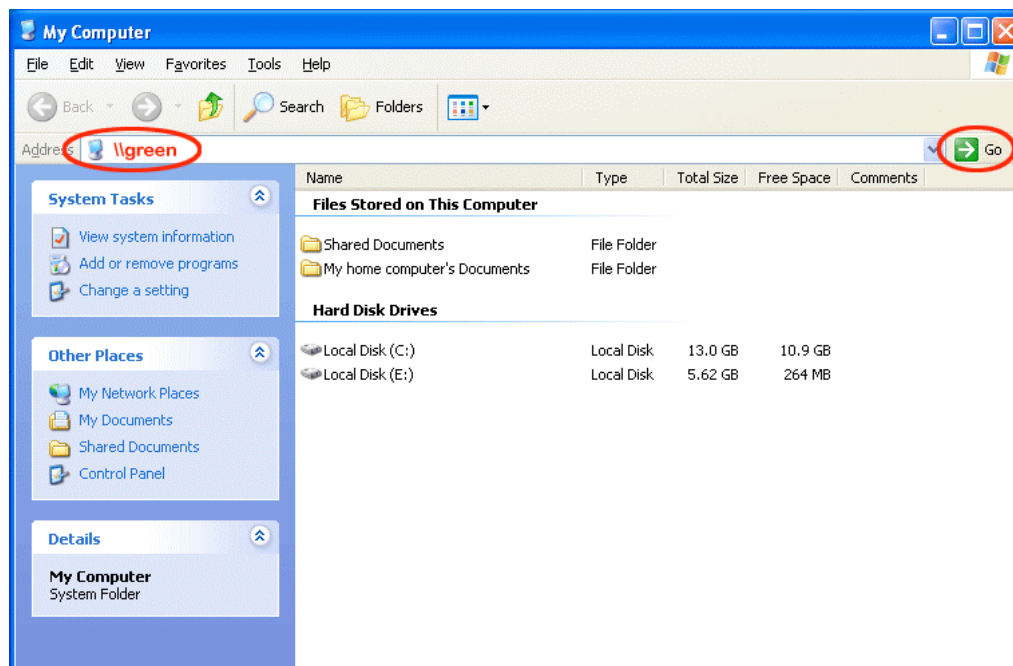 My Computer
File Edit View Favorites Tools Help
Back Search Folders
Address \\green Go
System Tasks
View system information
Add or remove programs
Change a setting
Other Places
My Network Places
My Documents
Shared Documents
Control Panel
Details
My Computer
System Folder
Name Type Total Size Free Space Comments
Files Stored on This Computer
Shared Documents File Folder
My home computer's Documents File Folder
Hard Disk Drives
Local Disk (C:) Local Disk 13.0 GB 10.9 GB
Local Disk (E:) Local Disk 5.62 GB 264 MB